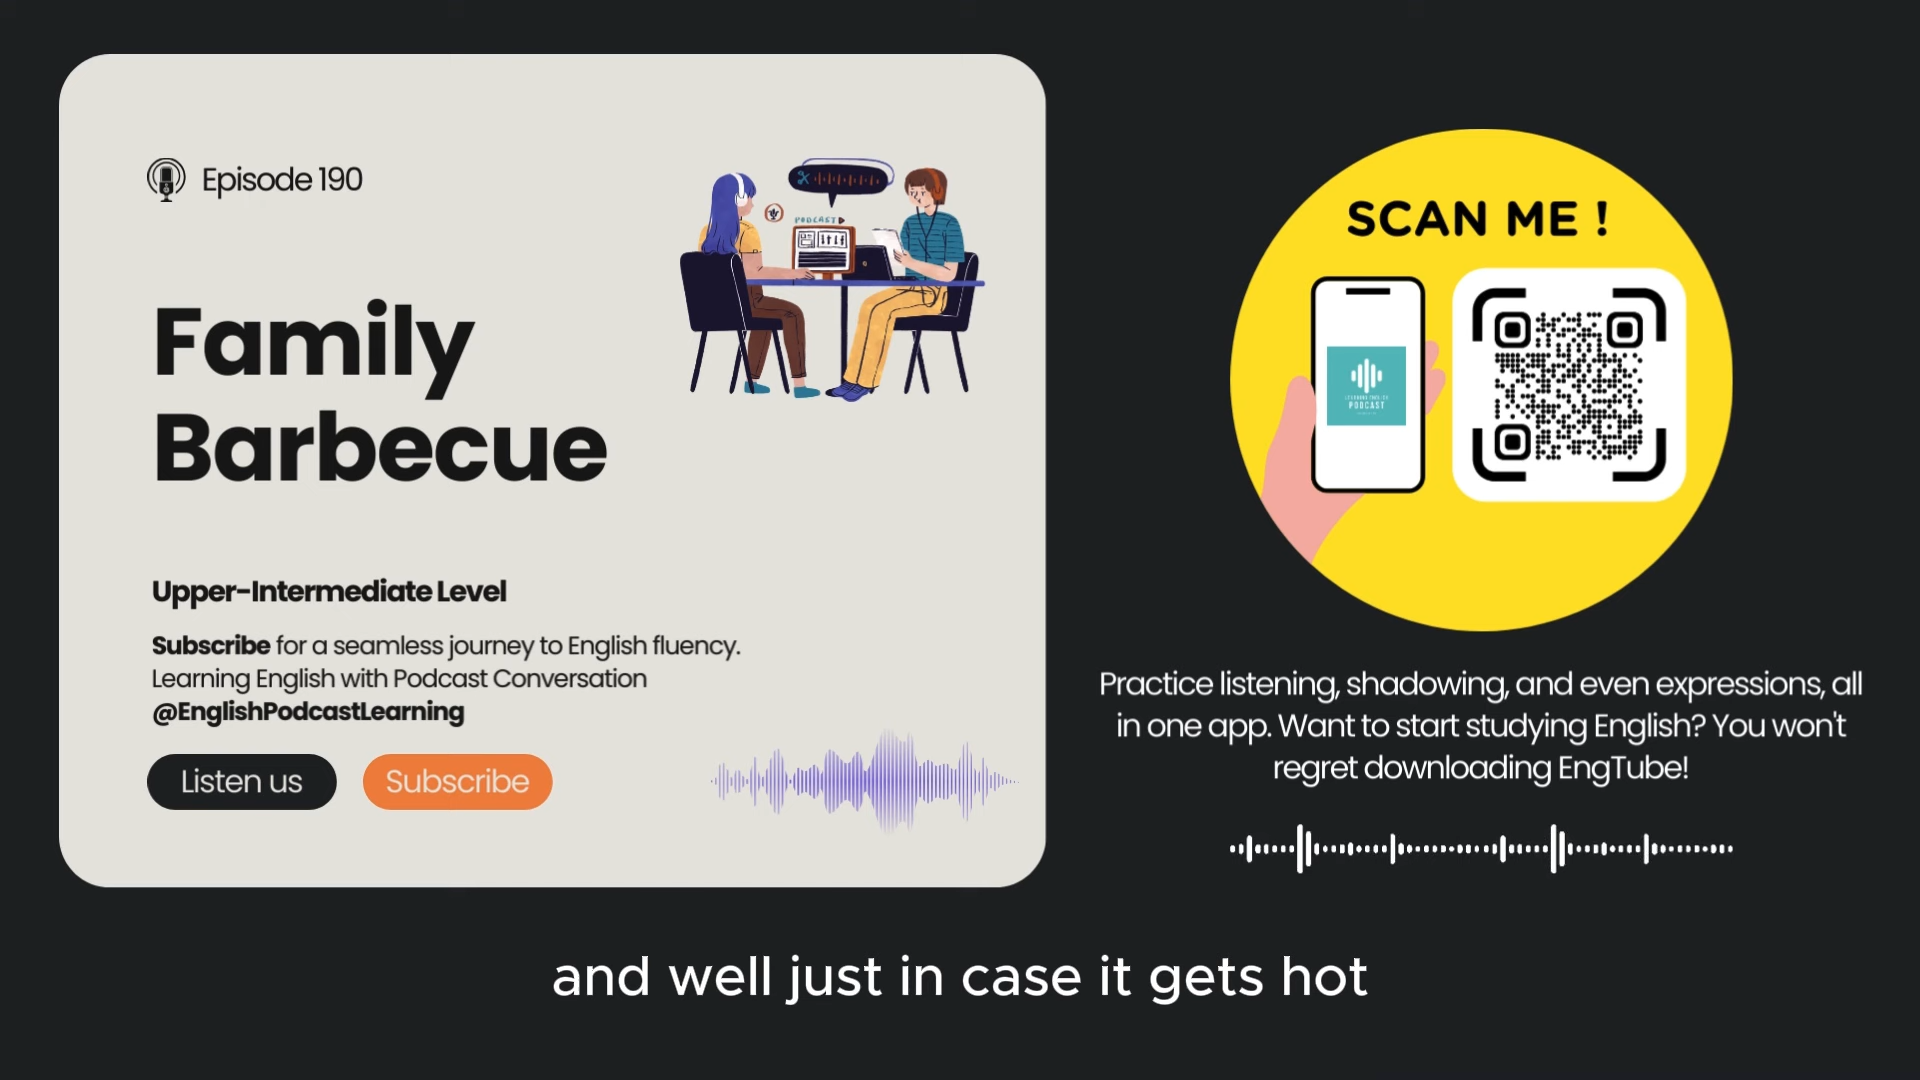 Episode 190
PODCAST
Family
Barbecue
Upper-Intermediate Level
Subscribe for a seamless journey to English fluency.
Learning English with Podcast Conversation
@EnglishPodcastLearning
Listen us
Subscribe
SCAN ME !
PODCAST
Practice listening, shadowing, and even expressions, all
in one app. Want to start studying English? You won't
regret downloading EngTube!
and well just in case it gets hot